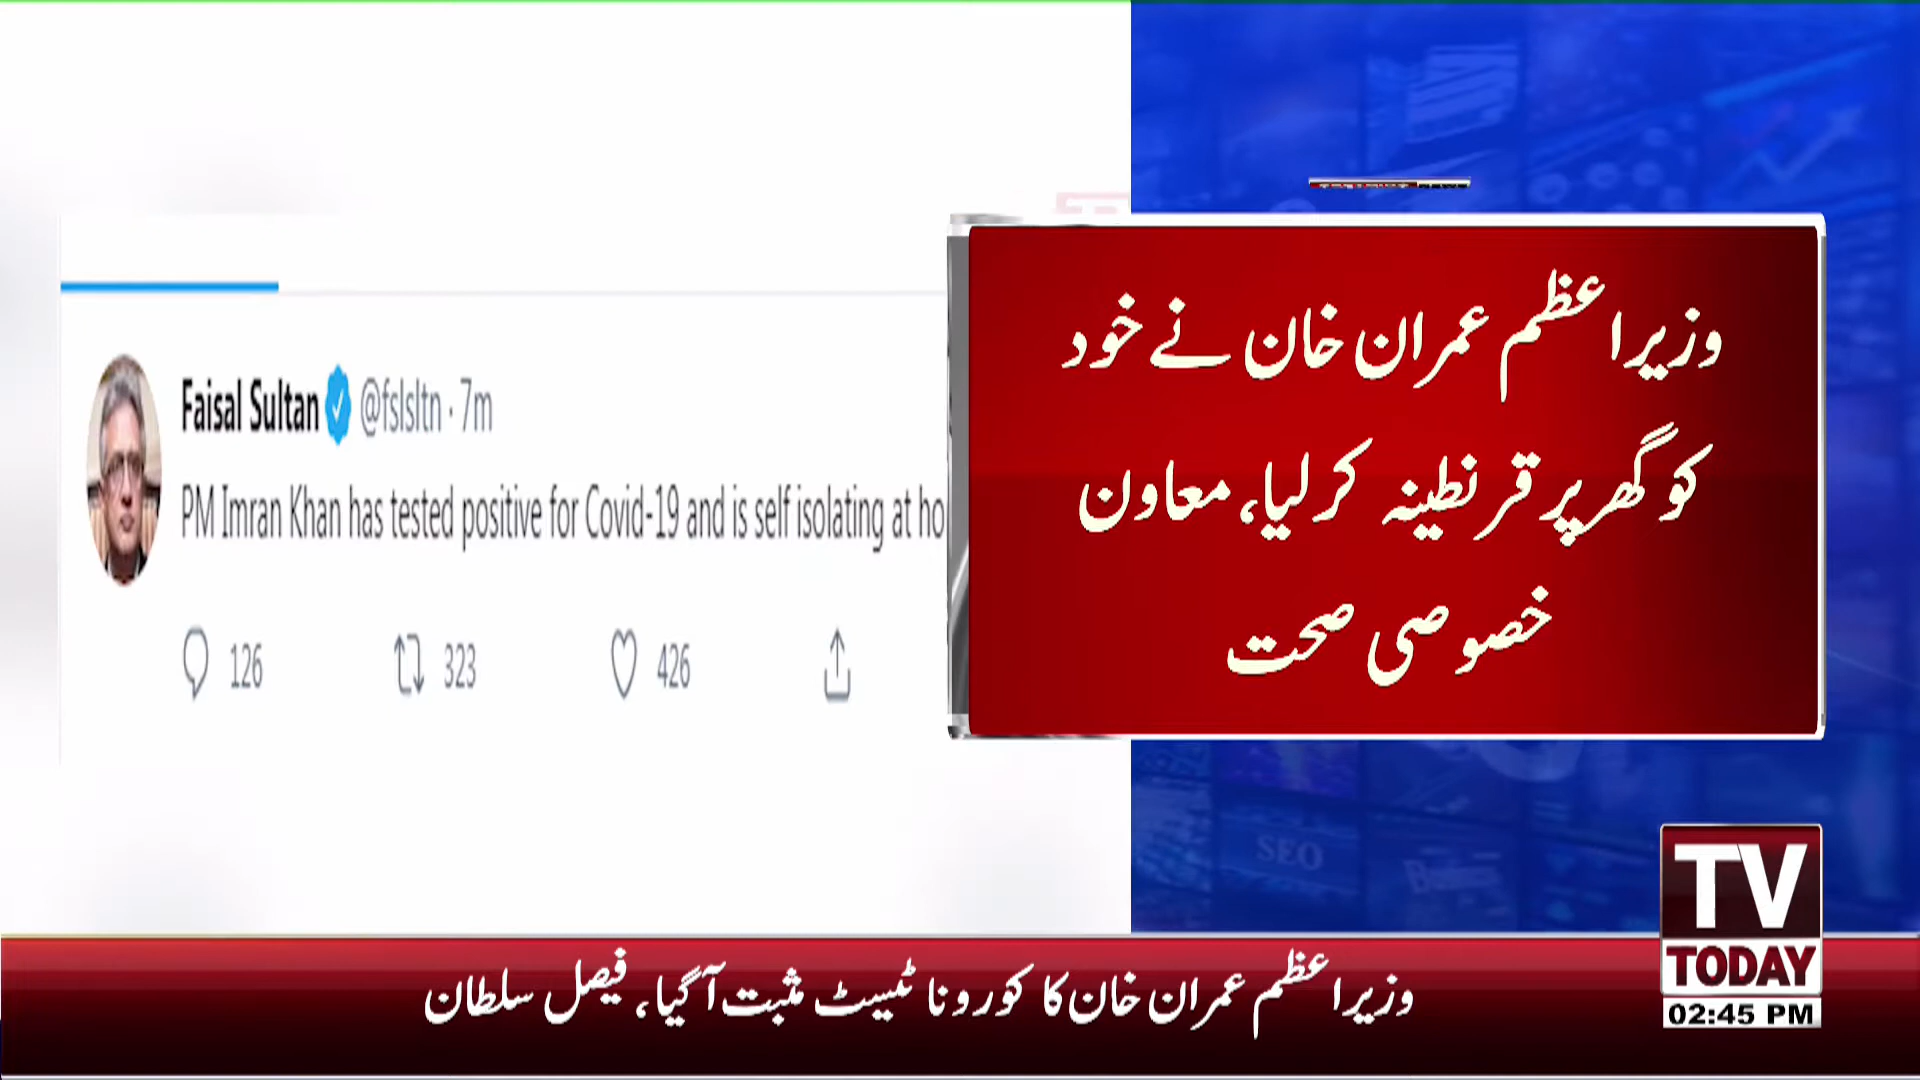 Faisal Sultan @fslsltn · 7m
PM Imran Khan has tested positive for Covid-19 and is self isolating at ho
126 323 426
وزیراعظم عمران خان نے خود
کو گھر پر قرنطینہ کرلیا، معاون
خصوصی صحت
SEO
TV
TODAY
02:45 PM
وزیراعظم عمران خان کا کورونا ٹیسٹ مثبت آگیا، فیصل سلطان